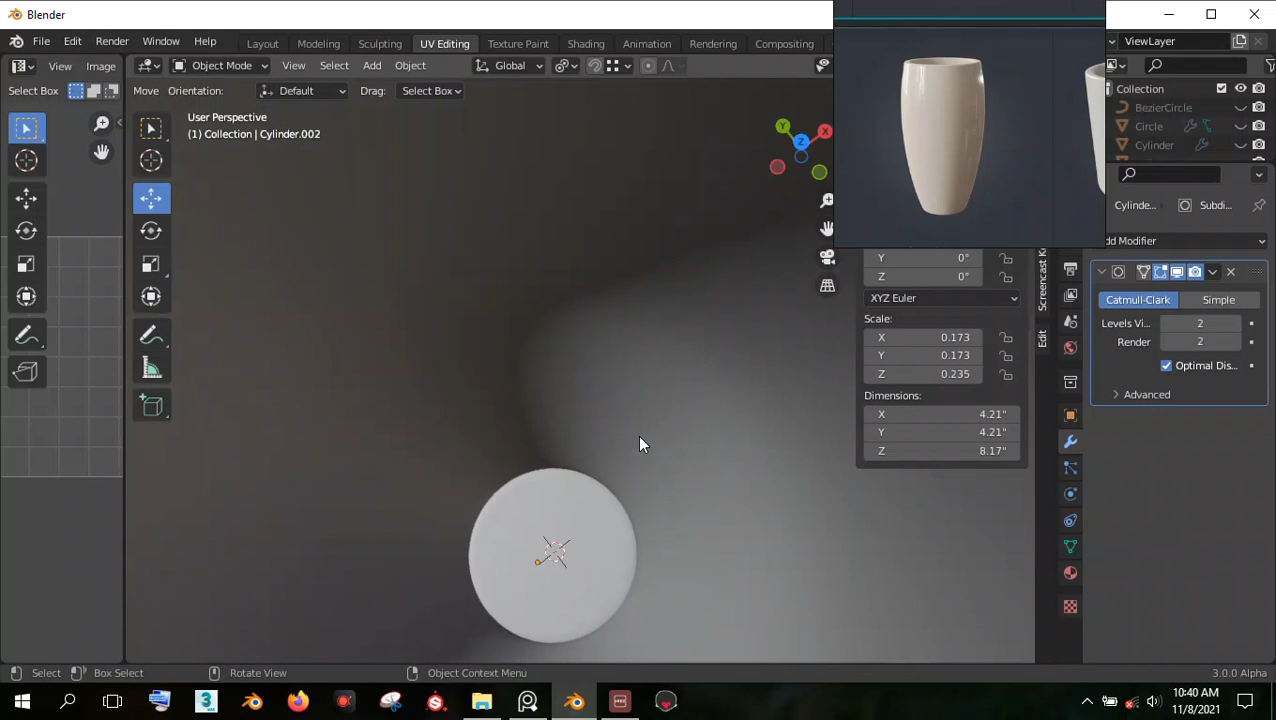 Blender
File Edit Render Window Help Layout Modeling Sculpting UV Editing Texture Paint Shading Animation Rendering Compositing ViewLayer
View Image Object Mode View Select Add Object Global
Select Box Move Orientation: Default Drag: Select Box Collection
User Perspective
(1) Collection | Cylinder.002
BezierCircle
Circle
Cylinder
Y
X
Z
Cylinde... Subdi...
Add Modifier
Y 0°
Z 0°
XYZ Euler
Scale:
X 0.173
Y 0.173
Z 0.235
Dimensions:
X 4.21"
Y 4.21"
Z 8.17"
Screencast K
Edit
Catmull-Clark Simple
Levels Vi... 2
Render 2
Optimal Dis...
Advanced
Select Box Select Rotate View Object Context Menu 3.0.0 Alpha
10:40 AM
11/8/2021